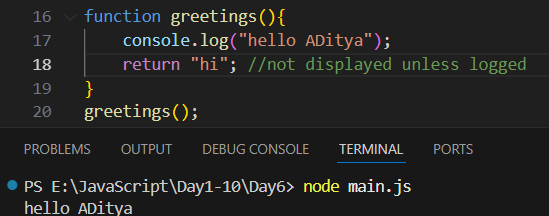 16 function greetings(){
17 console.log("hello ADitya");
18 return "hi"; //not displayed unless logged
19 }
20 greetings();
PROBLEMS OUTPUT DEBUG CONSOLE TERMINAL PORTS
PS E:\JavaScript\Day1-10\Day6> node main.js
hello ADitya